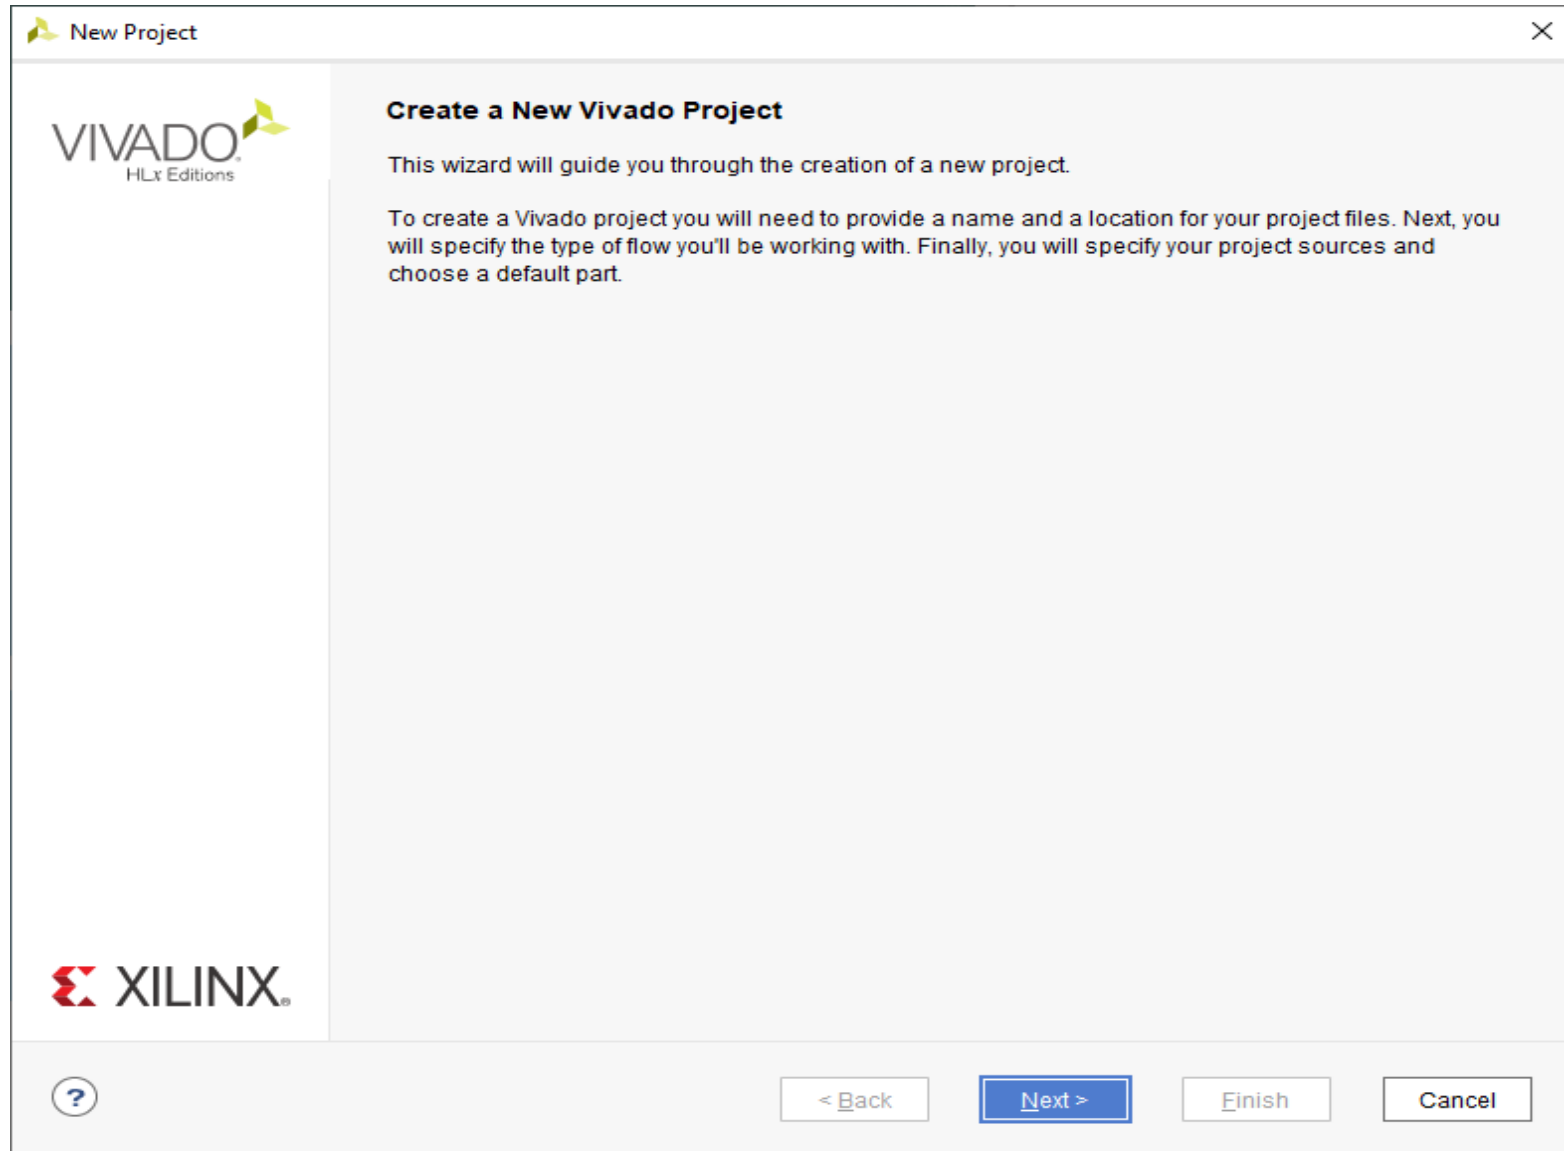 New Project
VIVADO
HLx Editions
Create a New Vivado Project
This wizard will guide you through the creation of a new project.
To create a Vivado project you will need to provide a name and a location for your project files. Next, you
will specify the type of flow you'll be working with. Finally, you will specify your project sources and
choose a default part.
XILINX®
?
< Back
Next >
Finish
Cancel